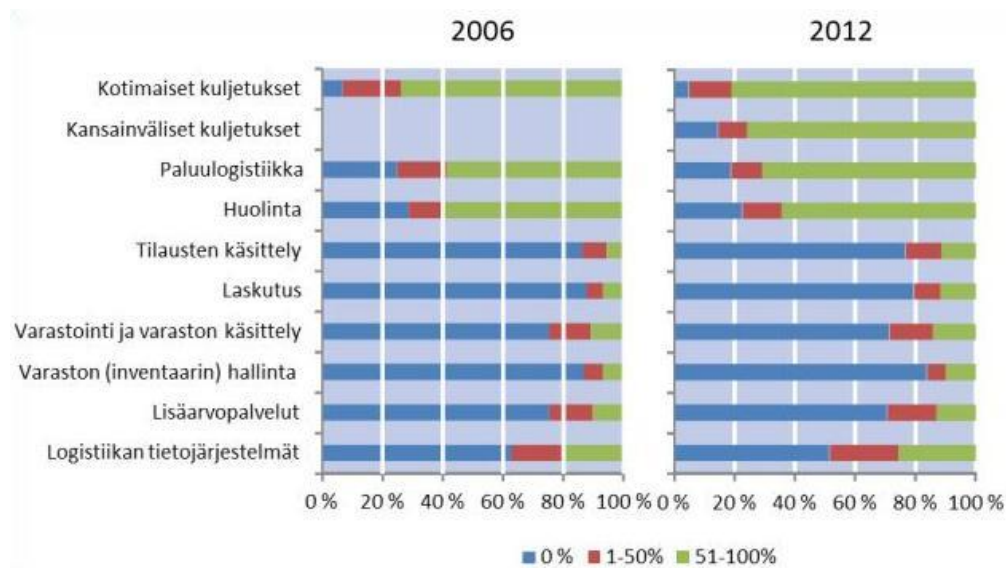 2006
2012
Kotimaiset kuljetukset
Kansainväliset kuljetukset
Paluulogistiikka
Huolinta
Tilausten käsittely
Laskutus
Varastointi ja varaston käsittely
Varaston (inventaarin) hallinta
Lisäarvopalvelut
Logistiikan tietojärjestelmät
0 % 20 % 40 % 60 % 80 % 100 %
0 % 20 % 40 % 60 % 80 % 100 %
0 % 1-50% 51-100%